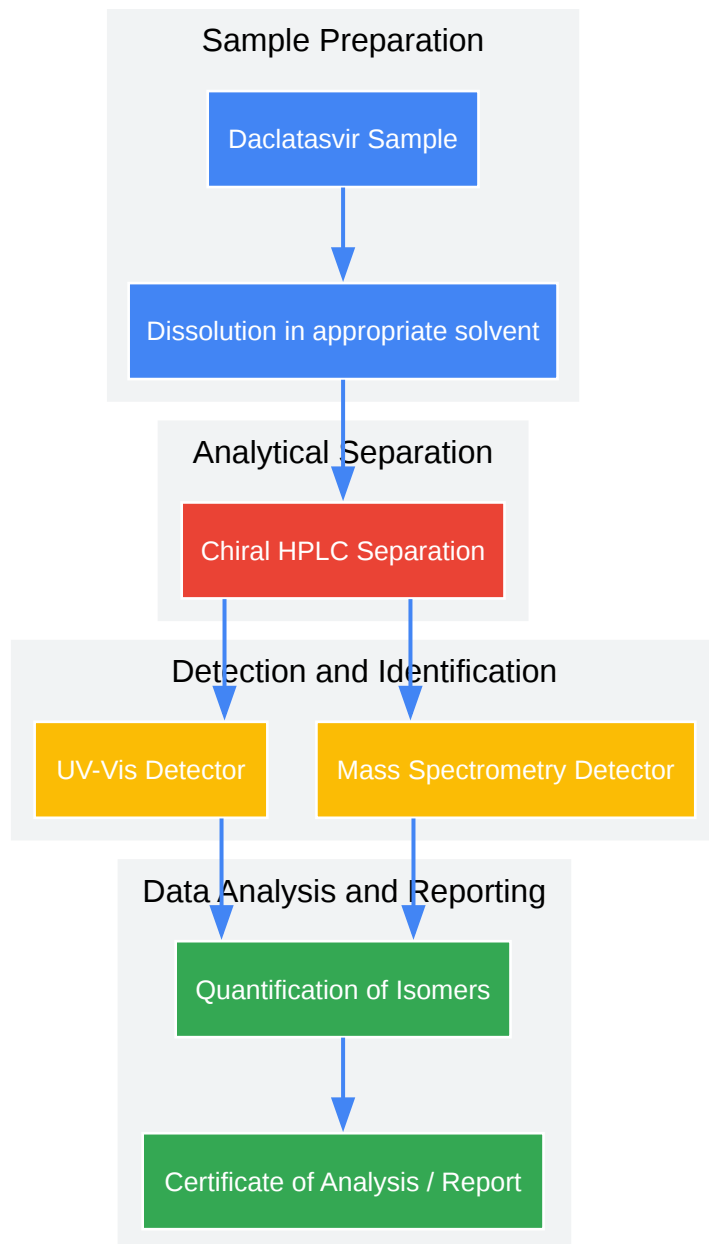 Sample Preparation
Daclatasvir Sample
Dissolution in appropriate solvent
Analytical Separation
Chiral HPLC Separation
Detection and Identification
UV-Vis Detector
Mass Spectrometry Detector
Data Analysis and Reporting
Quantification of Isomers
Certificate of Analysis / Report